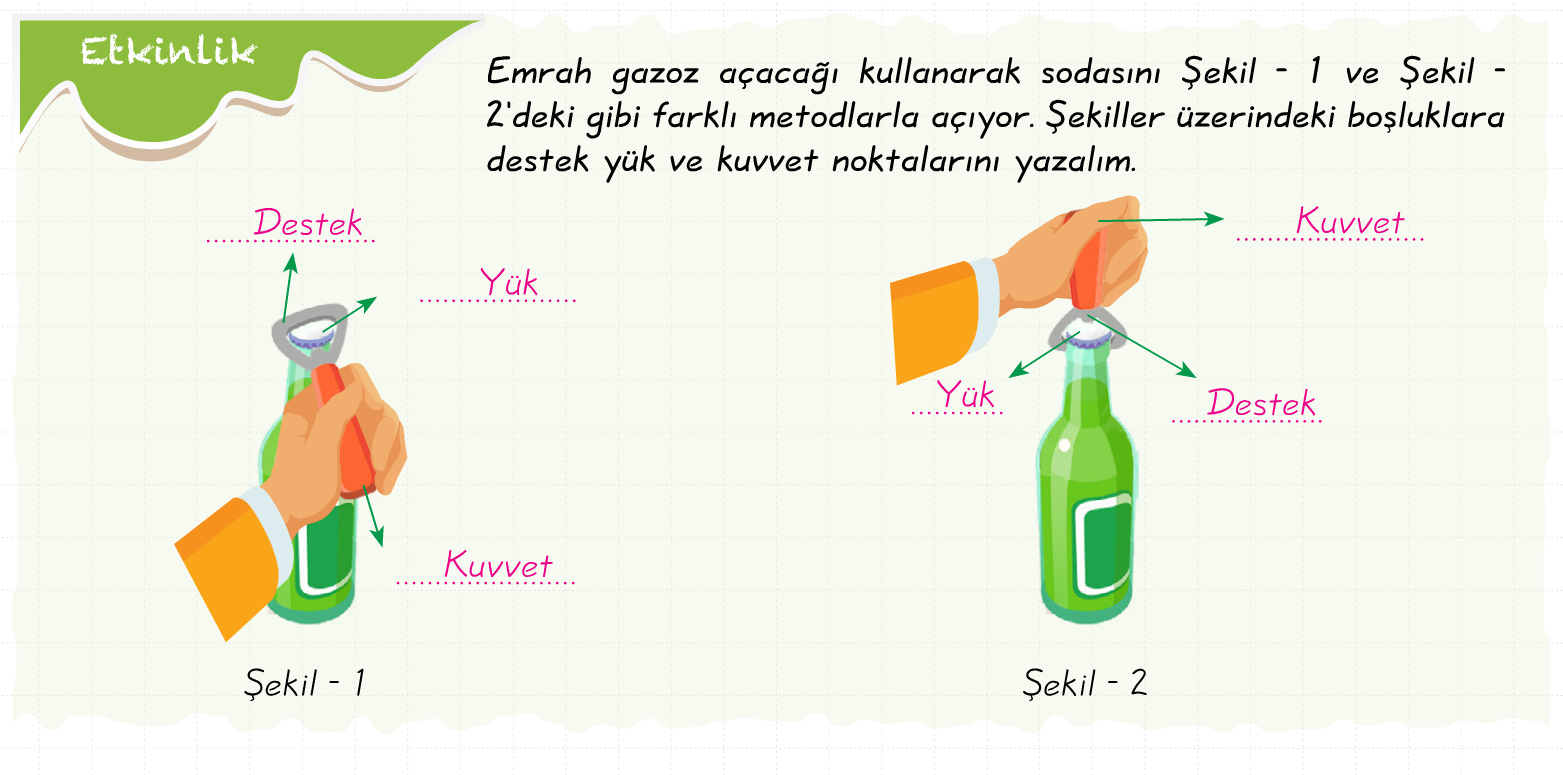 Etkinlik
Emrah gazoz açacağı kullanarak sodasını Şekil - 1 ve Şekil -
2'deki gibi farklı metodlarla açıyor. Şekiller üzerindeki boşluklara
destek yük ve kuvvet noktalarını yazalım.
Destek
Yük
Kuvvet
Şekil - 1
Kuvvet
Yük
Destek
Şekil - 2